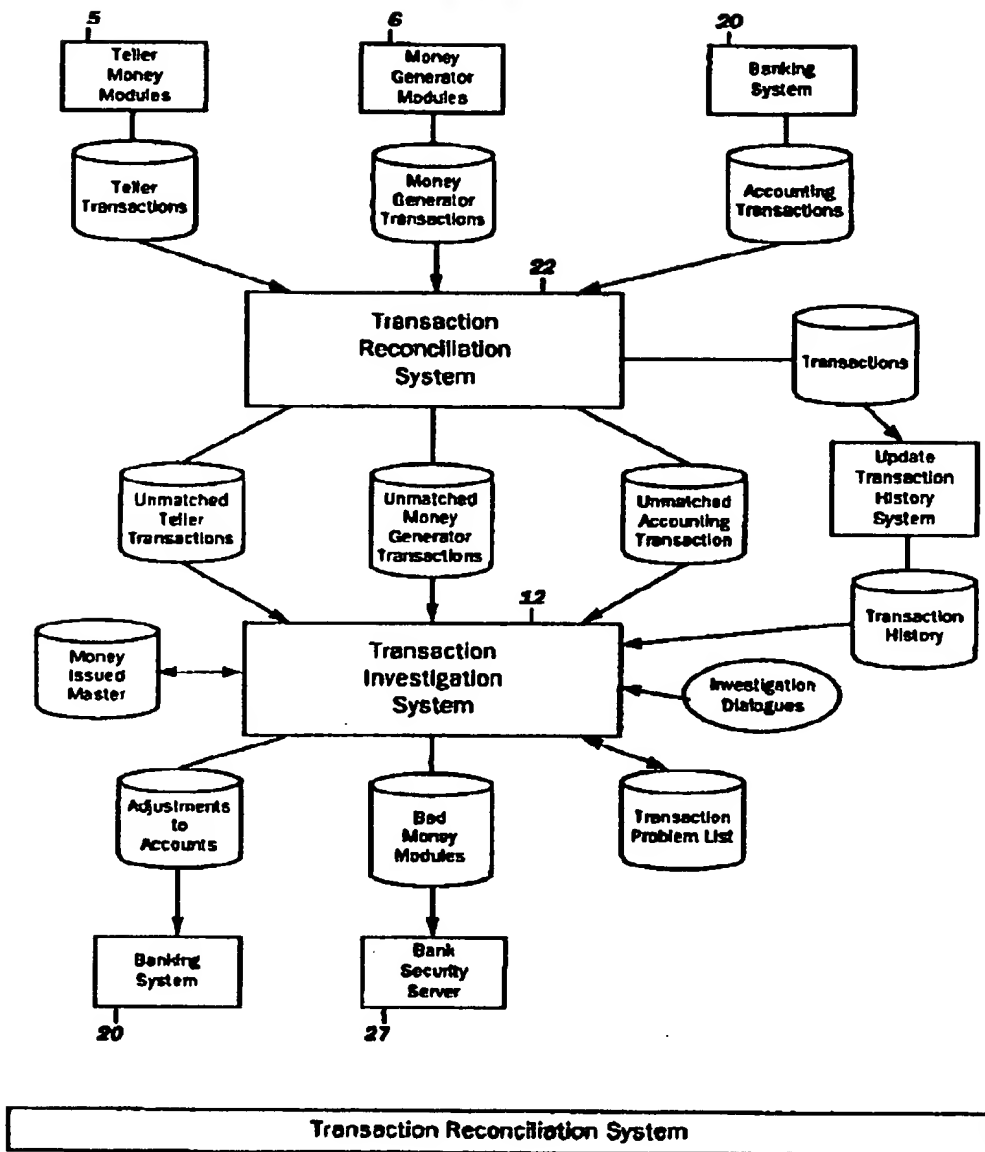 5
6
20
Teller
Money
Modules
Money
Generator
Modules
Banking
System
Teller
Transactions
Money
Generator
Transactions
Accounting
Transactions
22
Transaction
Reconciliation
System
Transactions
Unmatched
Teller
Transactions
Unmatched
Money
Generator
Transactions
Unmatched
Accounting
Transaction
Update
Transaction
History
System
12
Transaction
History
Money
Issued
Master
Transaction
Investigation
System
Investigation
Dialogues
Adjustments
to
Accounts
Bad
Money
Modules
Transaction
Problem List
Banking
System
Bank
Security
Server
20
27
Transaction Reconciliation System